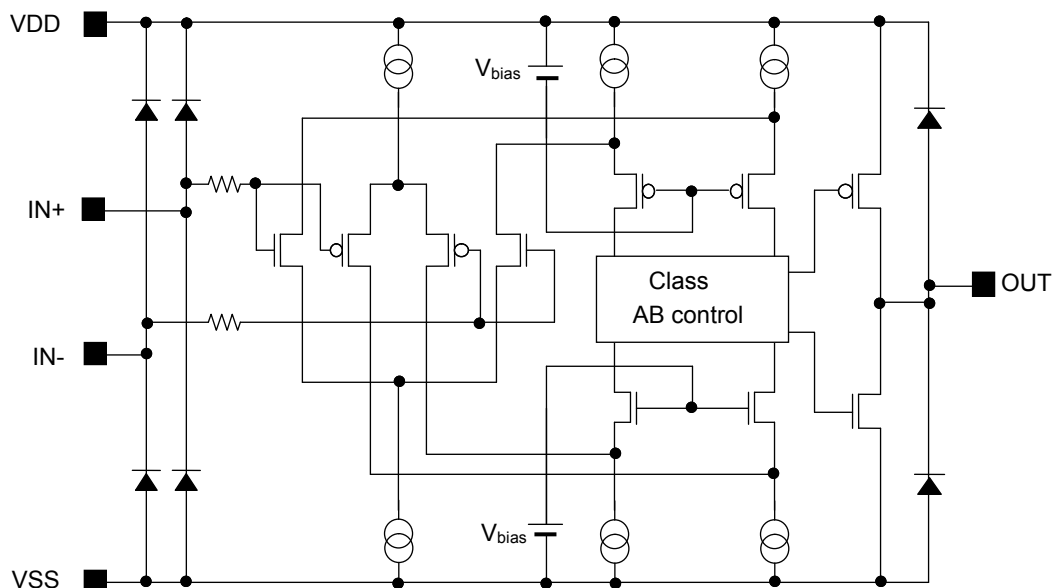 VDD
Vbias
IN+
Class
AB control
OUT
IN-
Vbias
VSS